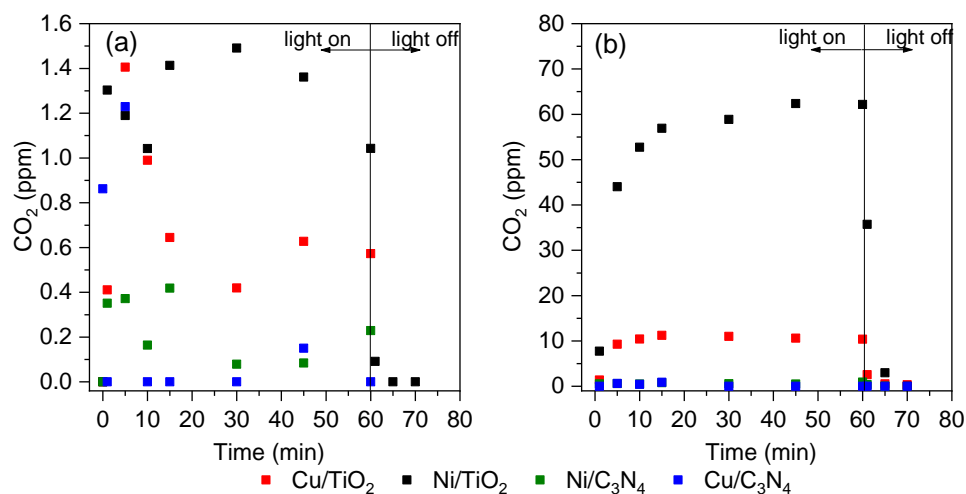 (a)
light on
light off
1.6
1.4
1.2
1.0
0.8
0.6
0.4
0.2
0.0
CO₂ (ppm)
0 10 20 30 40 50 60 70 80
Time (min)
(b)
light on
light off
80
70
60
50
40
30
20
10
0
CO₂ (ppm)
0 10 20 30 40 50 60 70 80
Time (min)
Cu/TiO₂ Ni/TiO₂ Ni/C₃N₄ Cu/C₃N₄